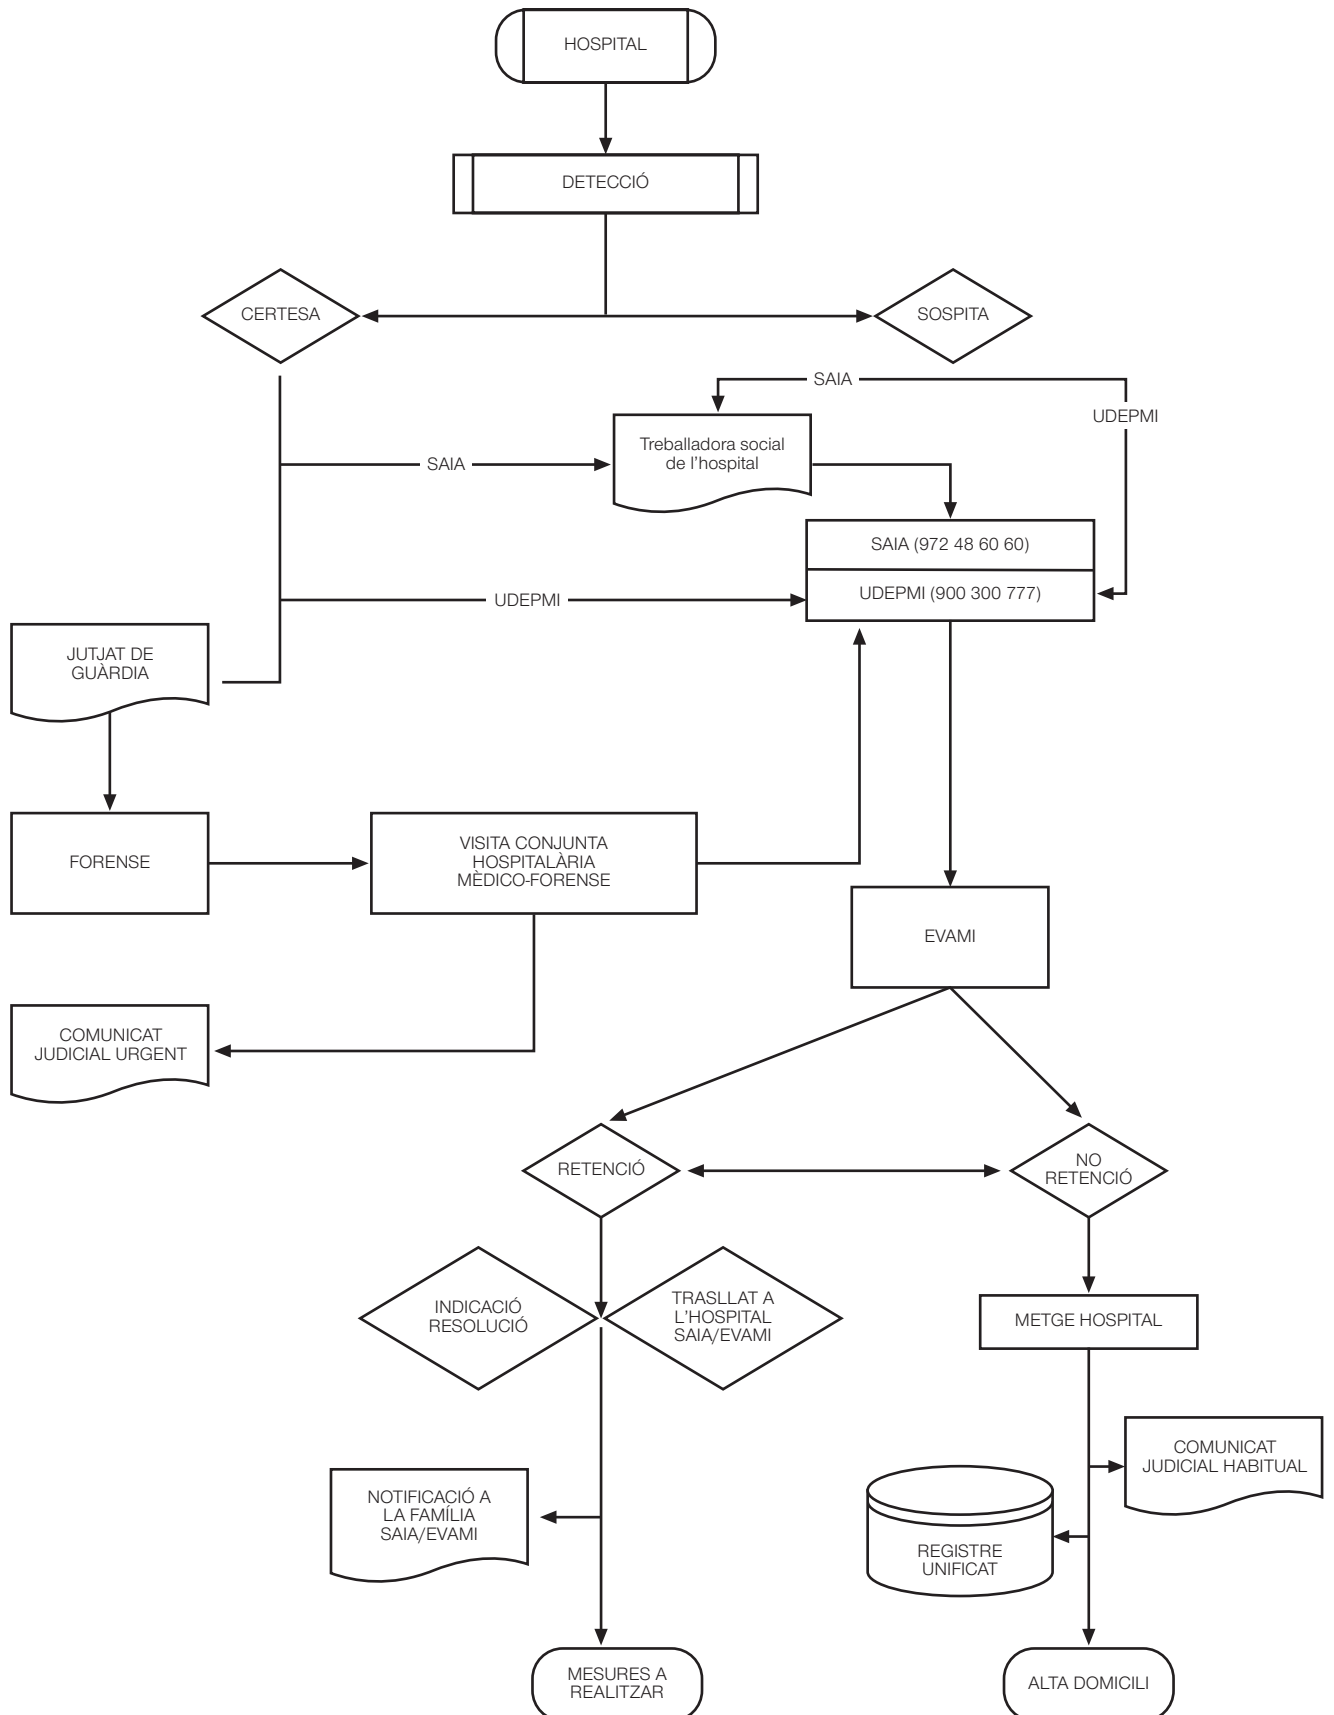 HOSPITAL
DETECCIÓ
CERTESA
SOSPITA
SAIA
UDEPMI
Treballadora social
de l'hospital
SAIA
SAIA (972 48 60 60)
UDEPMI (900 300 777)
UDEPMI
JUTJAT DE
GUÀRDIA
FORENSE
VISITA CONJUNTA
HOSPITALÀRIA
MÈDICO-FORENSE
EVAMI
COMUNICAT
JUDICIAL URGENT
RETENCIÓ
NO
RETENCIÓ
INDICACIÓ
RESOLUCIÓ
TRASLLAT A
L'HOSPITAL
SAIA/EVAMI
METGE HOSPITAL
COMUNICAT
JUDICIAL HABITUAL
NOTIFICACIÓ A
LA FAMÍLIA
SAIA/EVAMI
REGISTRE
UNIFICAT
MESURES A
REALITZAR
ALTA DOMICILI